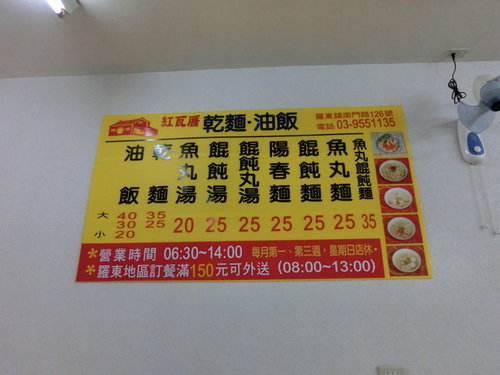 紅瓦厝 乾麵·油飯
羅東鎮南門路126號
電話 03-9551135
油飯
乾麵
魚丸湯
餛飩湯
餛飩丸湯
陽春麵
餛飩麵
魚丸麵
魚丸餛飩麵
大 40 35 20 25 25 25 25 25 35
30 25
小 20
*營業時間 06:30~14:00 每月第一、第三週,星期日店休。
*羅東地區訂餐滿150元可外送 (08:00~13:00)